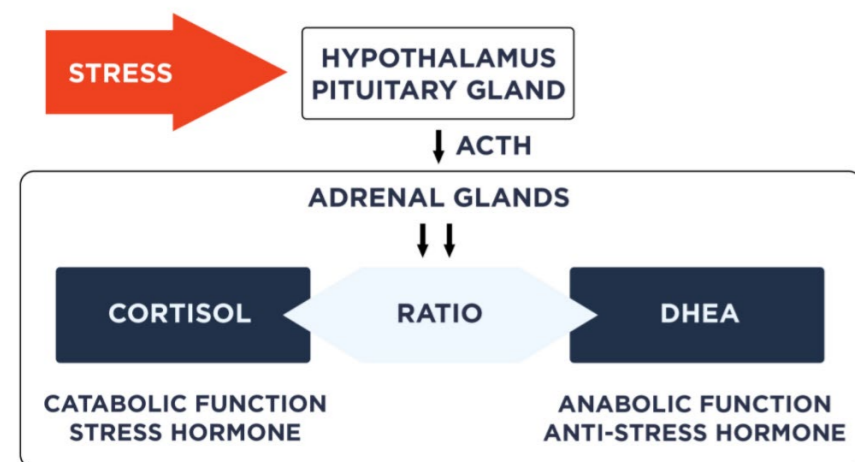 STRESS
HYPOTHALAMUS
PITUITARY GLAND
ACTH
ADRENAL GLANDS
CORTISOL
RATIO
DHEA
CATABOLIC FUNCTION
STRESS HORMONE
ANABOLIC FUNCTION
ANTI-STRESS HORMONE